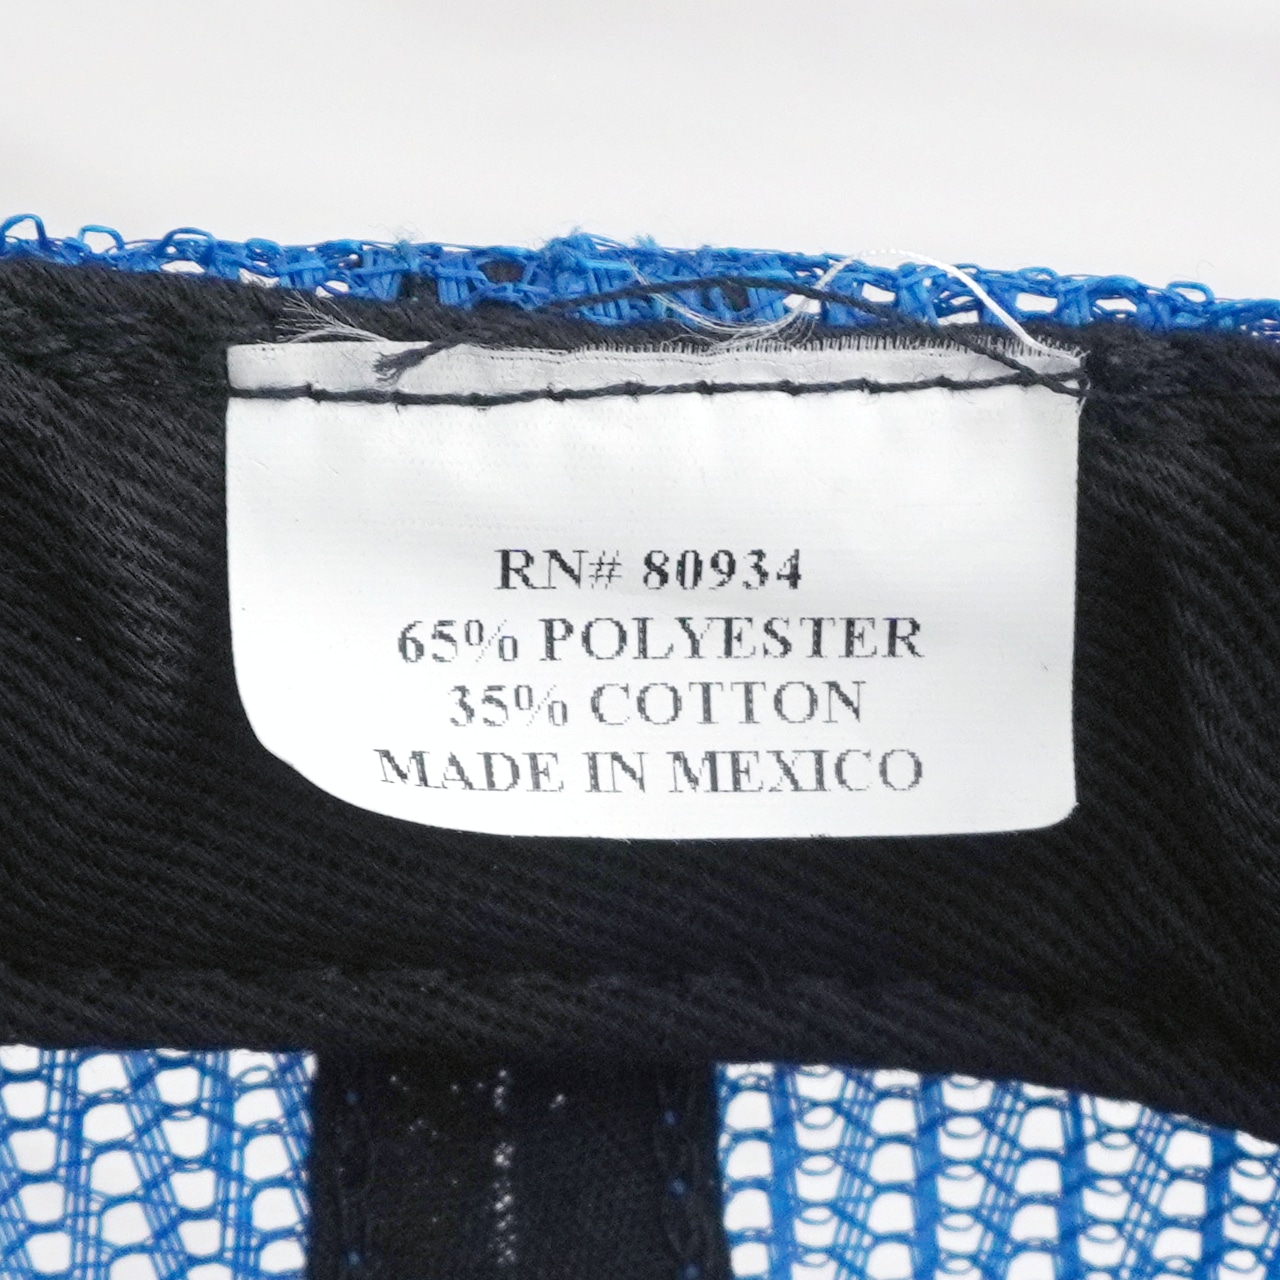 RN# 80934
65% POLYESTER
35% COTTON
MADE IN MEXICO